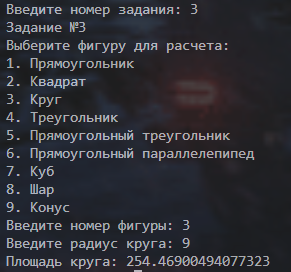 Введите номер задания: 3
Задание №3
Выберите фигуру для расчета:
1. Прямоугольник
2. Квадрат
3. Круг
4. Треугольник
5. Прямоугольный треугольник
6. Прямоугольный параллелепипед
7. Куб
8. Шар
9. Конус
Введите номер фигуры: 3
Введите радиус круга: 9
Площадь круга: 254.46900494077323